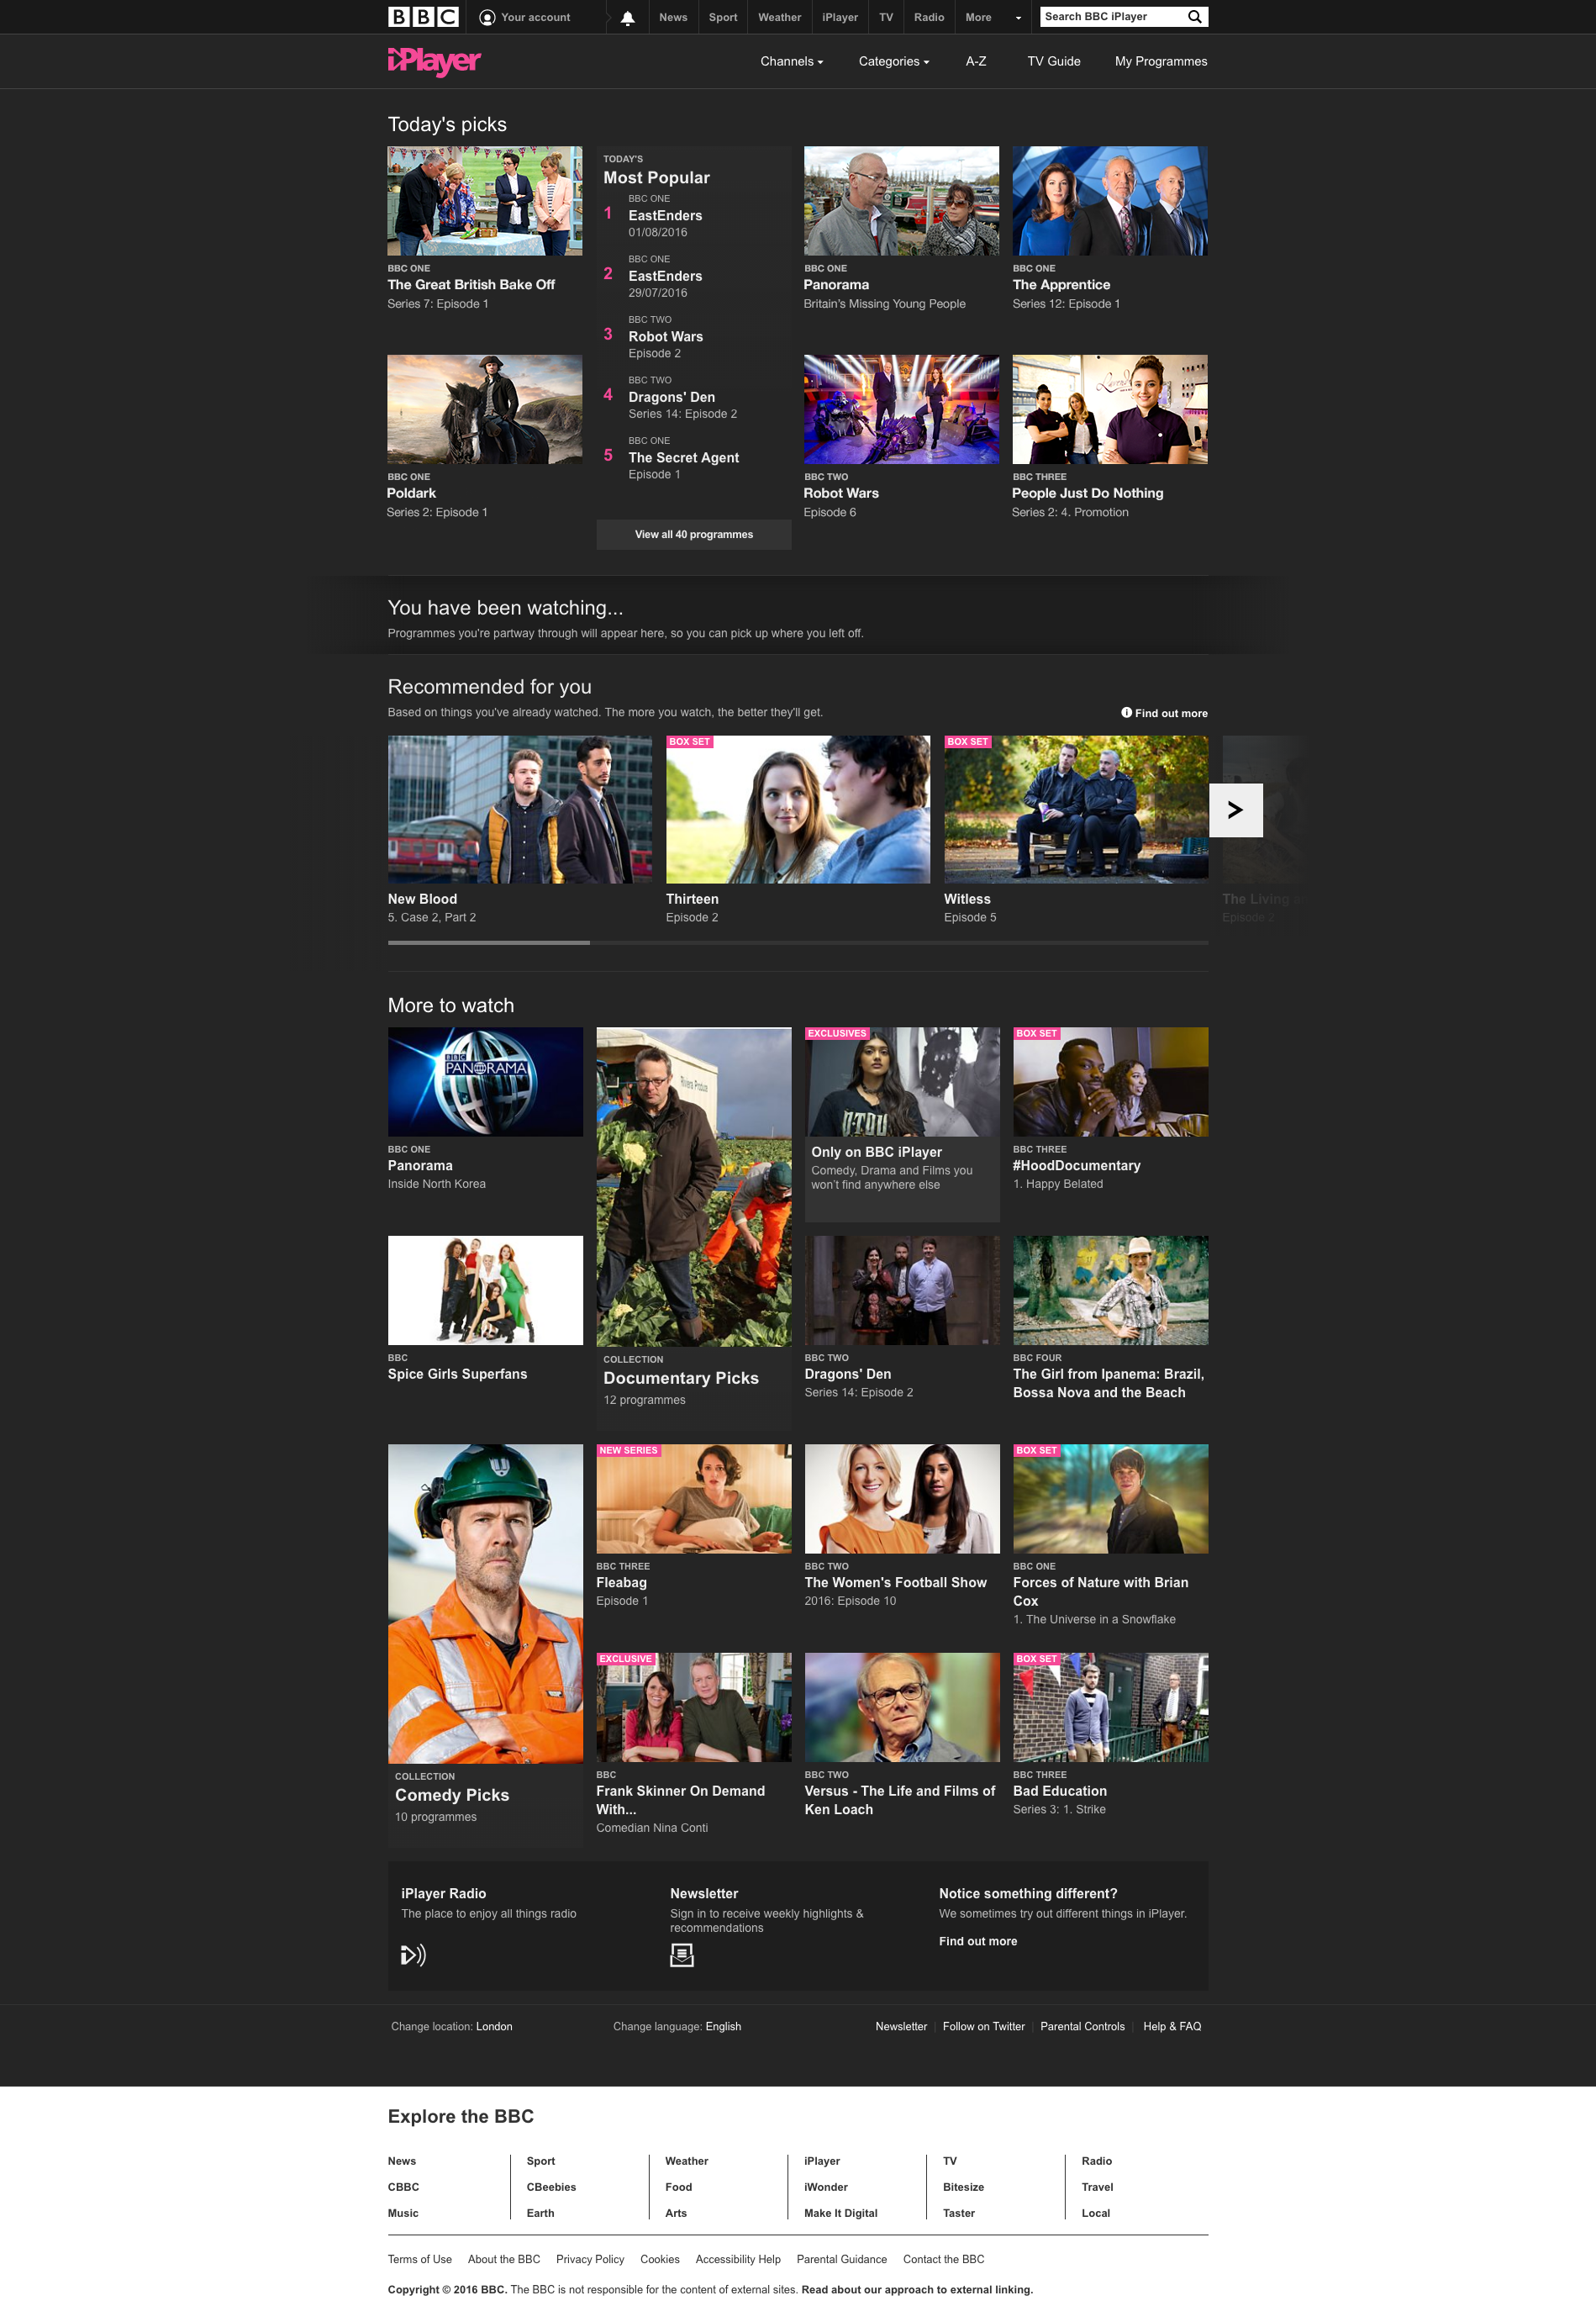 BBC
Your account
News
Sport
Weather
iPlayer
TV
Radio
More
Search BBC iPlayer
iPlayer
Channels
Categories
A-Z
TV Guide
My Programmes
Today's picks
BBC ONE
The Great British Bake Off
Series 7: Episode 1
TODAY'S
Most Popular
1
BBC ONE
EastEnders
01/08/2016
2
BBC ONE
EastEnders
29/07/2016
3
BBC TWO
Robot Wars
Episode 2
4
BBC TWO
Dragons' Den
Series 14: Episode 2
5
BBC ONE
The Secret Agent
Episode 1
View all 40 programmes
BBC ONE
Panorama
Britain's Missing Young People
BBC ONE
The Apprentice
Series 12: Episode 1
BBC ONE
Poldark
Series 2: Episode 1
BBC TWO
Robot Wars
Episode 6
BBC THREE
People Just Do Nothing
Series 2: 4. Promotion
You have been watching...
Programmes you're partway through will appear here, so you can pick up where you left off.
Recommended for you
Based on things you've already watched. The more you watch, the better they'll get.
Find out more
New Blood
5. Case 2, Part 2
BOX SET
Thirteen
Episode 2
BOX SET
Witless
Episode 5
The Living
Episode 2
More to watch
BBC
PANORAMA
BBC ONE
Panorama
Inside North Korea
Riviera Produce
COLLECTION
Documentary Picks
12 programmes
EXCLUSIVES
Only on BBC iPlayer
Comedy, Drama and Films you
won't find anywhere else
BOX SET
BBC THREE
#HoodDocumentary
1. Happy Belated
BBC
Spice Girls Superfans
BBC TWO
Dragons' Den
Series 14: Episode 2
BBC FOUR
The Girl from Ipanema: Brazil,
Bossa Nova and the Beach
COLLECTION
Comedy Picks
10 programmes
NEW SERIES
BBC THREE
Fleabag
Episode 1
BBC TWO
The Women's Football Show
2016: Episode 10
BOX SET
BBC ONE
Forces of Nature with Brian
Cox
1. The Universe in a Snowflake
EXCLUSIVE
BBC
Frank Skinner On Demand
With...
Comedian Nina Conti
BBC TWO
Versus - The Life and Films of
Ken Loach
BOX SET
BBC THREE
Bad Education
Series 3: 1. Strike
iPlayer Radio
The place to enjoy all things radio
Newsletter
Sign in to receive weekly highlights &
recommendations
Notice something different?
We sometimes try out different things in iPlayer.
Find out more
Change location: London
Change language: English
Newsletter
Follow on Twitter
Parental Controls
Help & FAQ
Explore the BBC
News
Sport
Weather
iPlayer
TV
Radio
CBBC
CBeebies
Food
iWonder
Bitesize
Travel
Music
Earth
Arts
Make It Digital
Taster
Local
Terms of Use
About the BBC
Privacy Policy
Cookies
Accessibility Help
Parental Guidance
Contact the BBC
Copyright © 2016 BBC. The BBC is not responsible for the content of external sites. Read about our approach to external linking.